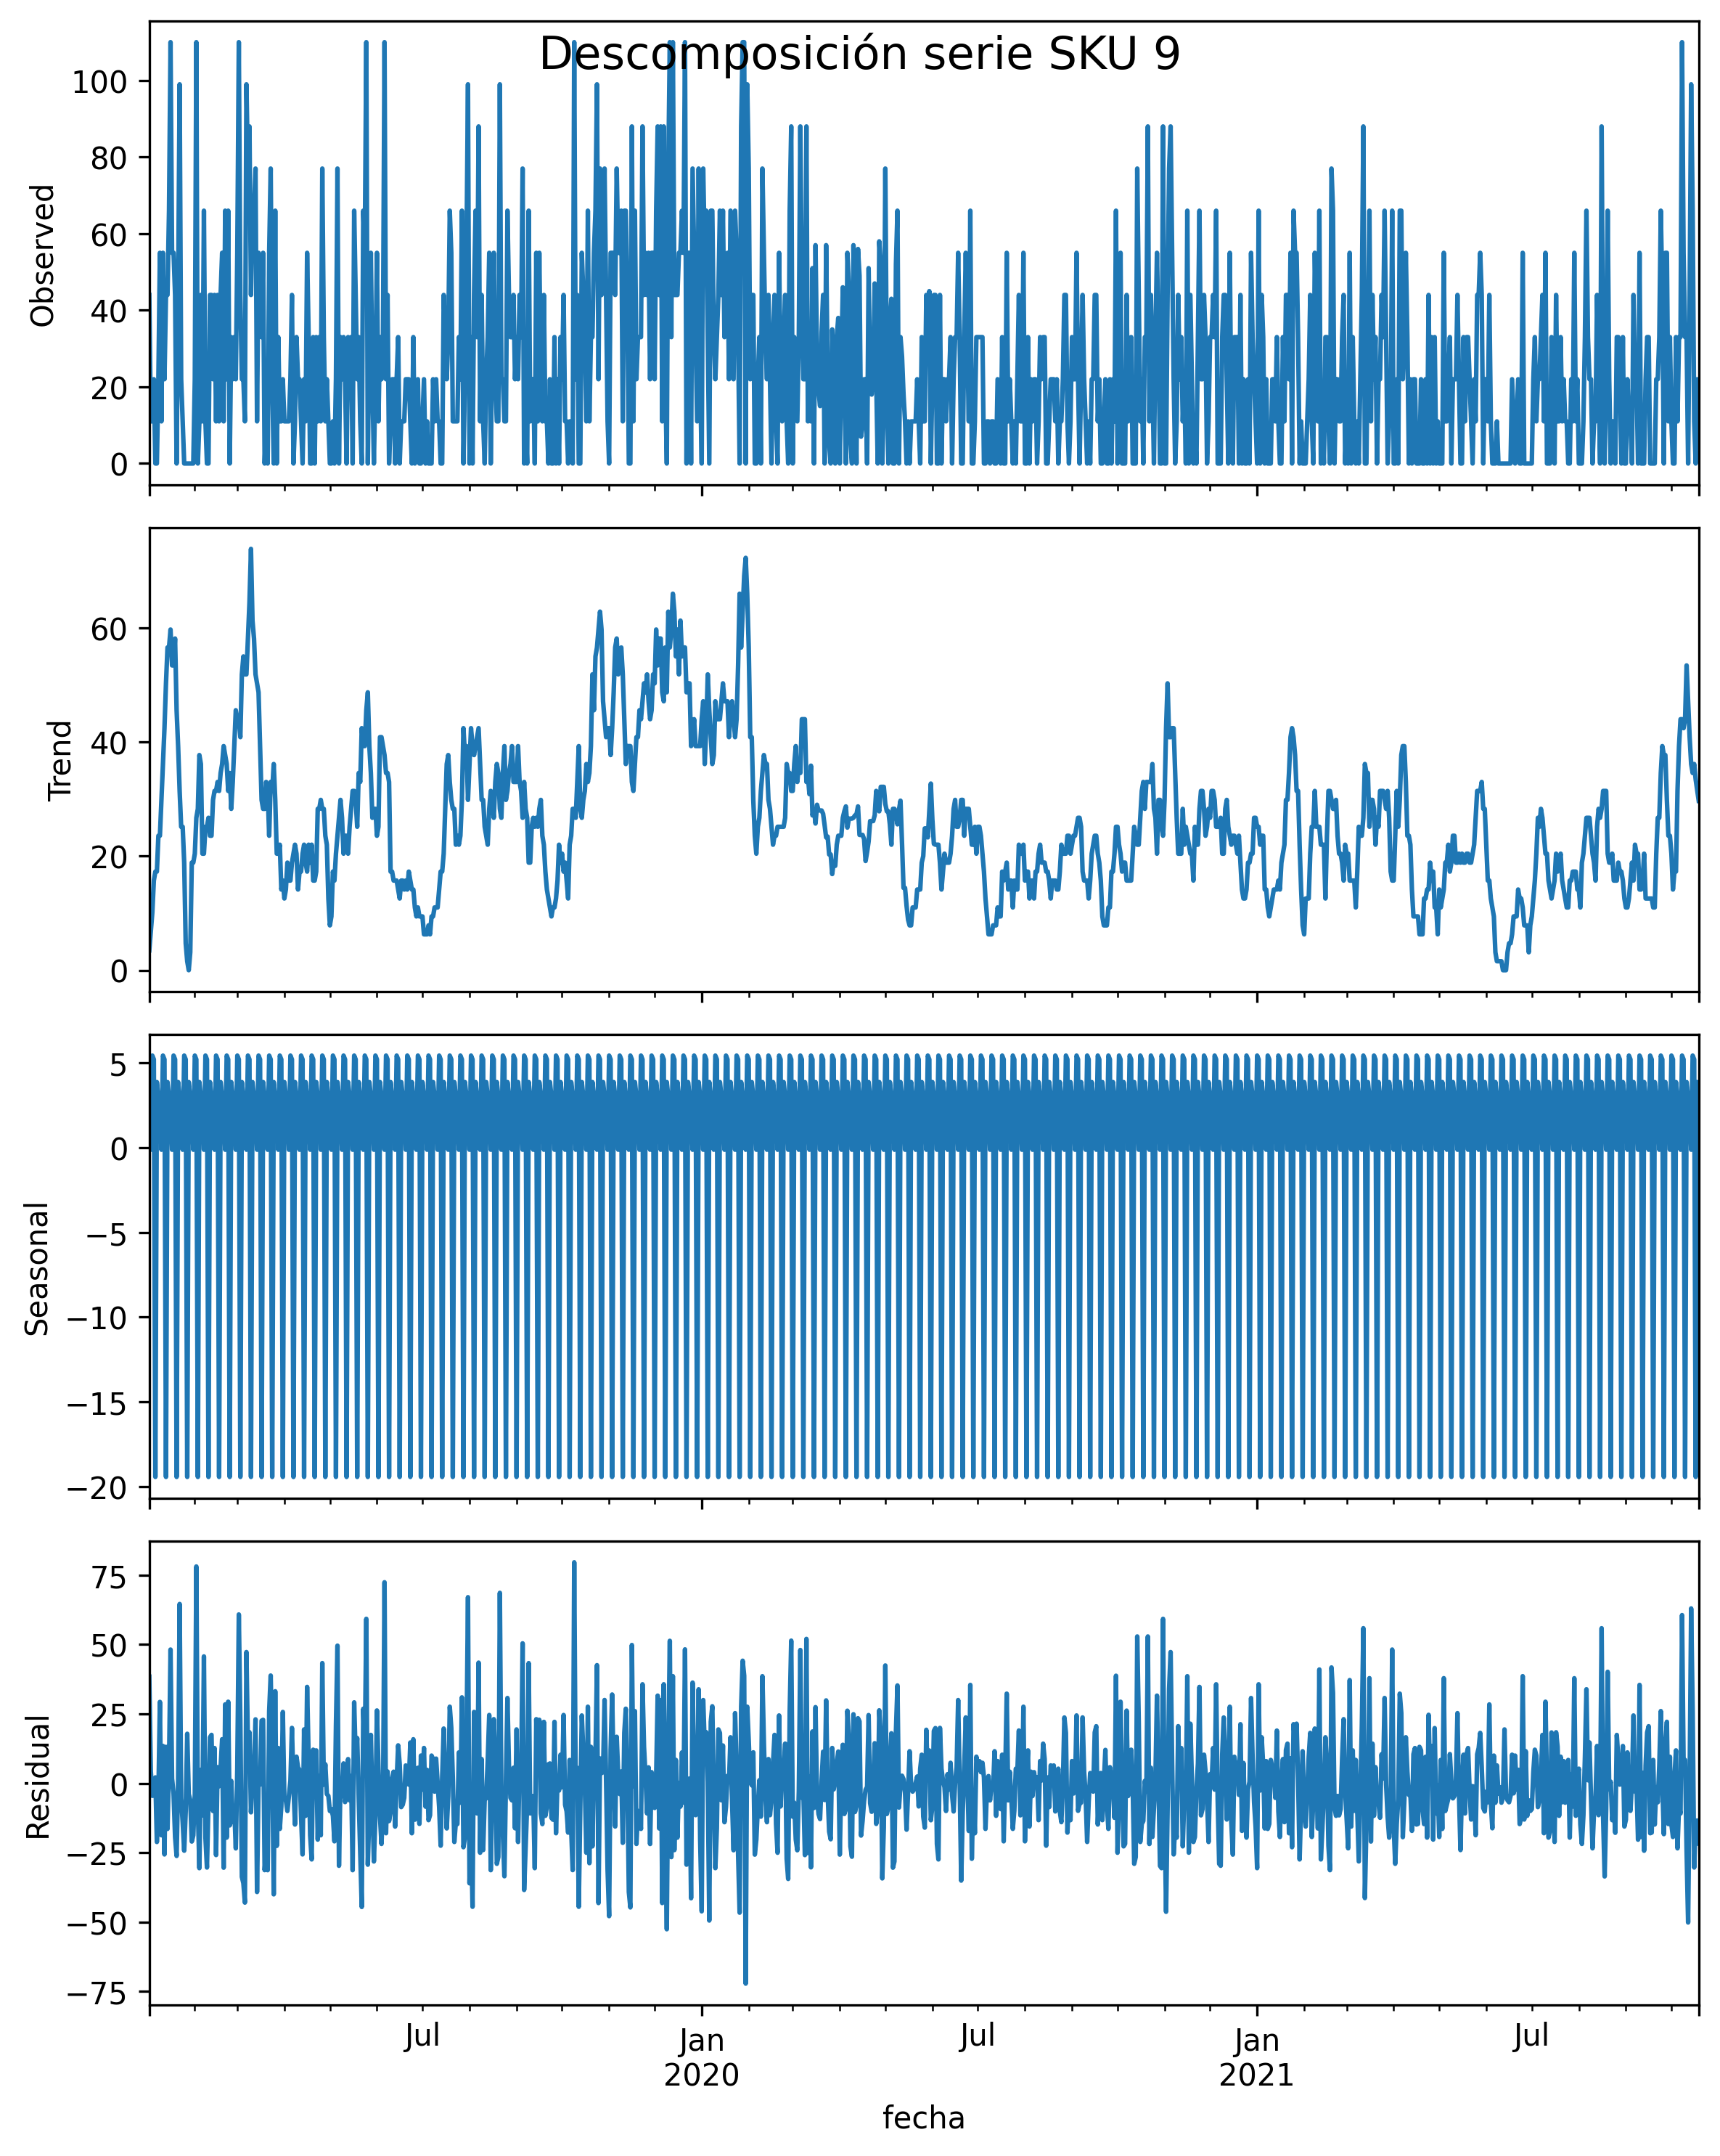 Descomposición serie SKU 9
100
80
60
40
20
0
Observed
60
40
20
0
Trend
5
0
−5
−10
−15
−20
Seasonal
75
50
25
0
−25
−50
−75
Residual
Jul
Jan
2020
Jul
Jan
2021
Jul
fecha